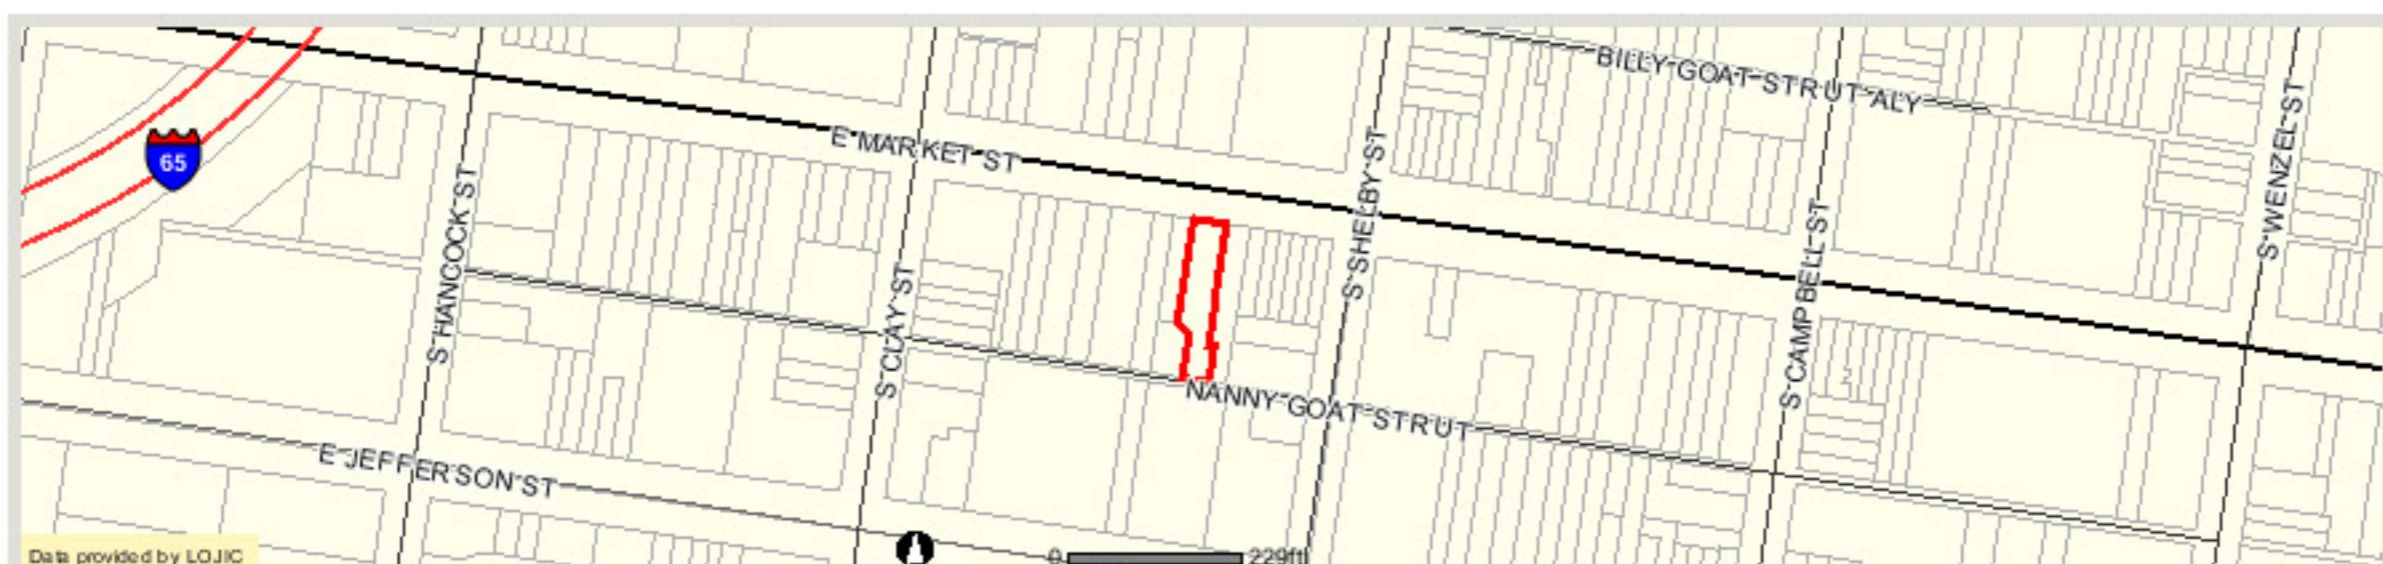 BILLY GOAT STRUT ALY
E MARKET ST
65
S HANCOCK ST
S CLAY ST
S SHELBY ST
S CAMPBELL ST
S WENZEL ST
NANNY GOAT STRUT
E JEFFERSON ST
Data provided by LOJIC
0 229ft